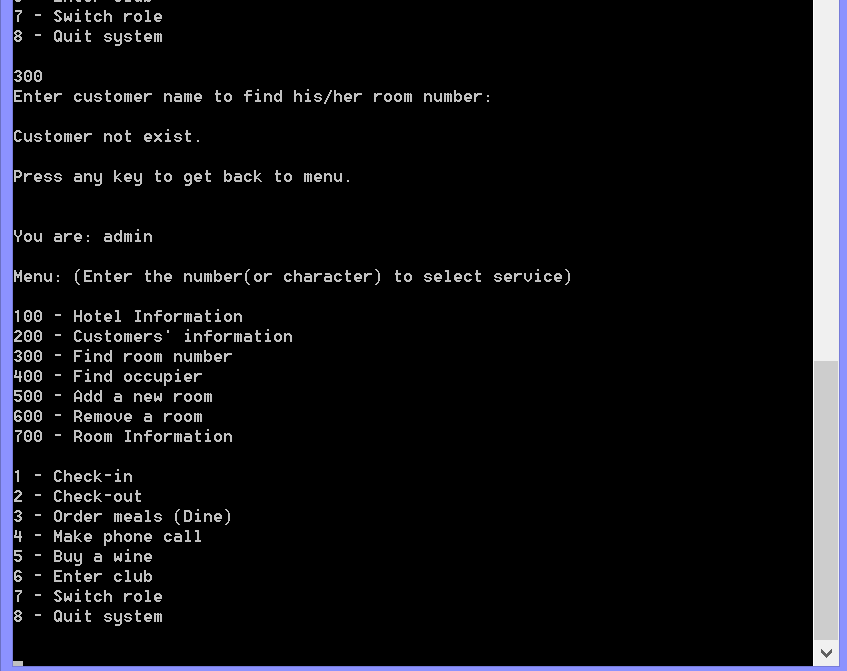 7 - Switch role
8 - Quit system
300
Enter customer name to find his/her room number:
Customer not exist.
Press any key to get back to menu.
You are: admin
Menu: (Enter the number(or character) to select service)
100 - Hotel Information
200 - Customers' information
300 - Find room number
400 - Find occupier
500 - Add a new room
600 - Remove a room
700 - Room Information
1 - Check-in
2 - Check-out
3 - Order meals (Dine)
4 - Make phone call
5 - Buy a wine
6 - Enter club
7 - Switch role
8 - Quit system